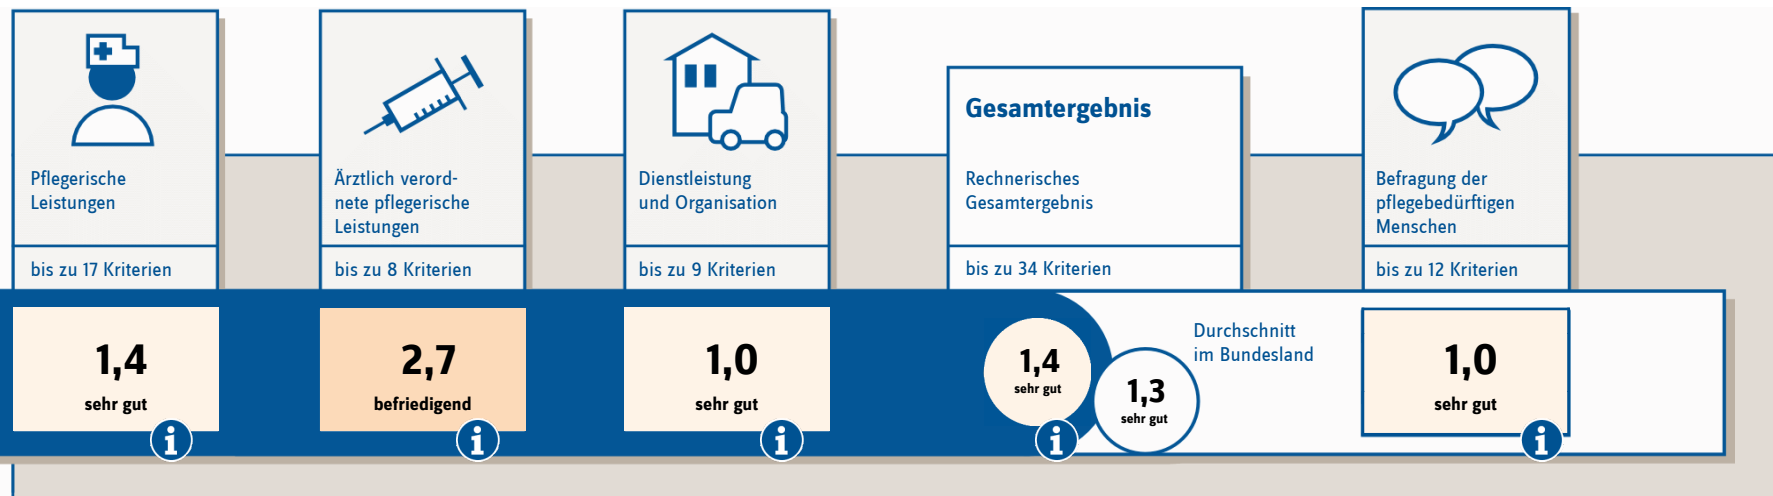 Pflegerische
Leistungen
bis zu 17 Kriterien
1,4
sehr gut
i
Ärztlich verord-
nete pflegerische
Leistungen
bis zu 8 Kriterien
2,7
befriedigend
i
Dienstleistung
und Organisation
bis zu 9 Kriterien
1,0
sehr gut
i
Gesamtergebnis
Rechnerisches
Gesamtergebnis
bis zu 34 Kriterien
1,4
sehr gut
i
Durchschnitt
im Bundesland
1,3
sehr gut
Befragung der
pflegebedürftigen
Menschen
bis zu 12 Kriterien
1,0
sehr gut
i